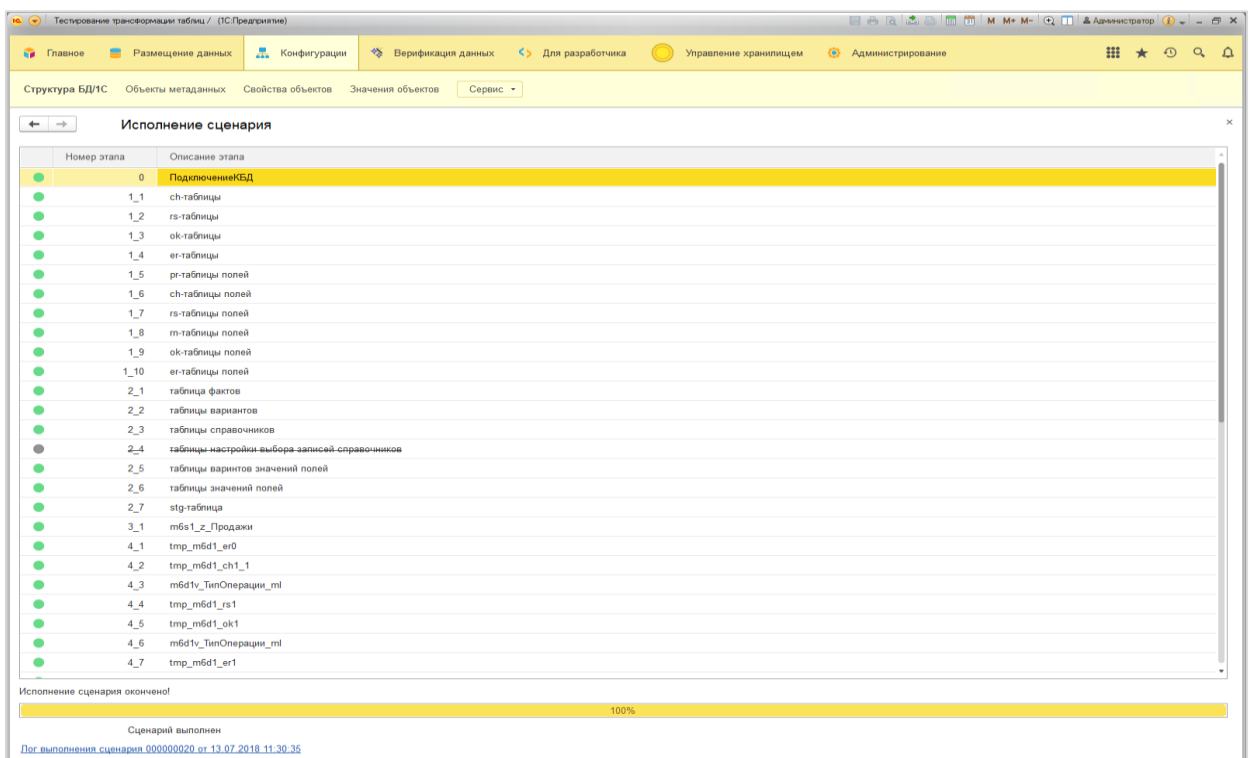 1С Тестирование трансформации таблиц / (1С:Предприятие) M M+ M- Администратор
Главное Размещение данных Конфигурации Верификация данных Для разработчика Управление хранилищем Администрирование
Структура БД/1С Объекты метаданных Свойства объектов Значения объектов Сервис
Исполнение сценария
Номер этапа Описание этапа
0 ПодключениеКБД
1_1 ch-таблицы
1_2 rs-таблицы
1_3 ok-таблицы
1_4 er-таблицы
1_5 pr-таблицы полей
1_6 ch-таблицы полей
1_7 rs-таблицы полей
1_8 rn-таблицы полей
1_9 ok-таблицы полей
1_10 er-таблицы полей
2_1 таблица фактов
2_2 таблицы вариантов
2_3 таблицы справочников
2_4 таблицы настройки выбора записей справочников
2_5 таблицы варинтов значений полей
2_6 таблицы значений полей
2_7 stg-таблица
3_1 m6s1_z_Продажи
4_1 tmp_m6d1_er0
4_2 tmp_m6d1_ch1_1
4_3 m6d1v_ТипОперации_ml
4_4 tmp_m6d1_rs1
4_5 tmp_m6d1_ok1
4_6 m6d1v_ТипОперации_ml
4_7 tmp_m6d1_er1
Исполнение сценария окончено!
100%
Сценарий выполнен
Лог выполнения сценария 000000020 от 13.07.2018 11:30:35